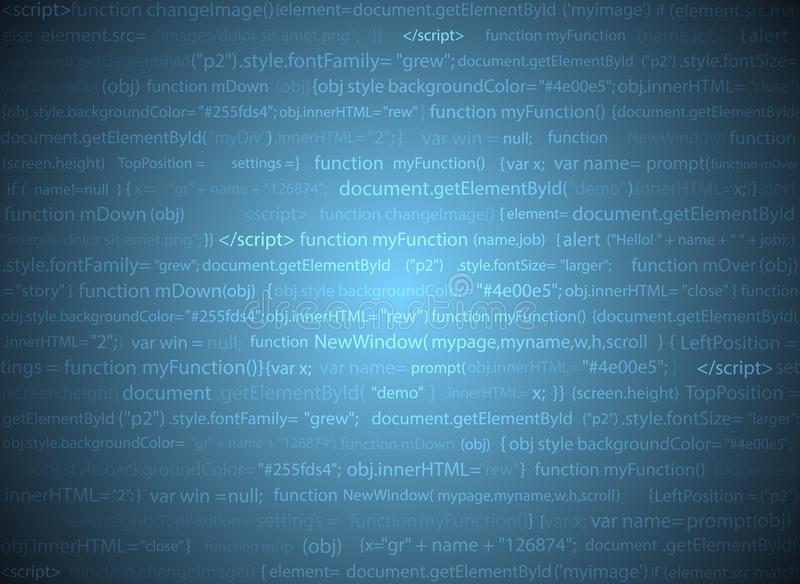 <script>function changeImage(){element=document.getElementById ('myimage') if (element.src.ma
else element.src= "images/dolor sit amet.png"; }} </script> function myFunction (name,job) {alert
document.getElementById("p2").style.fontFamily= "grew"; document.getElementById ("p2").style.fontSize=
(obj) function mDown (obj){obj style backgroundColor= "#4e00e5"; obj.innerHTML= "close"
{obj.style.backgroundColor= "#255fds4"; obj.innerHTML= "rew" } function myFunction() {document.getElement
document.getElementById("myDiv").innerHTML= "2"; } var win = null; function NewWindow( function
(screen.height) TopPosition = settings =} function myFunction() {var x; var name= prompt(function mOver
if ( name!=null ) {x= "gr" + name + "126874"; document.getElementById("demo").innerHTML= x; }alert
function mDown (obj) <script> function changeImage() { element= document.getElementById
"images/dolor sit amet.png"; }} </script> function myFunction (name,job) {alert ("Hello! " + name + " " + job);}
.style.fontFamily= "grew"; document.getElementById ("p2") .style.fontSize= "larger"; function mOver (obj)
= "story" } function mDown(obj) {obj style backgroundColor= "#4e00e5"; obj.innerHTML= "close" } function
obj.style.backgroundColor= "#255fds4";obj.innerHTML= "rew"} function myFunction() {document.getElementById(
.innerHTML= "2"; } var win = null; function NewWindow( mypage,myname,w,h,scroll ) { LeftPosition =
tings = function myFunction()}{var x; var name= prompt(obj.innerHTML= "#4e00e5"; } </script> set
(screen.height) document .getElementById( "demo" ) .innerHTML= x; }} (screen.height) TopPosition =
getElementById ("p2") .style.fontFamily= "grew"; document.getElementById ("p2").style.fontSize= "larger";
obj.style.backgroundColor= "gr" + name + "126874"; function mDown (obj) { obj style backgroundColor= "#4e00e5";
obj.style.backgroundColor= "#255fds4"; obj.innerHTML= "rew" } function myFunction() {document.getElement
.innerHTML= "2"; } var win =null; function NewWindow( mypage,myname,w,h,scroll) {LeftPosition = ("p2")
(screen.height) TopPosition =settings = functionmyFunction()} {var x; var name= prompt(obj)
obj.innerHTML= "close"} function mUp (obj) {x="gr" + name + "126874"; document .getElementById
<script> function changeImage() { element= document.getElementById('myimage') if (element.src.match
dreamstime